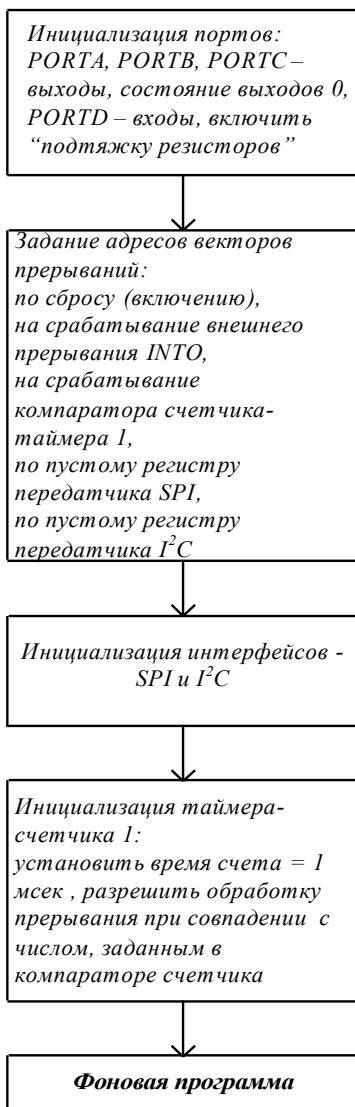 Инициализация портов:
PORTA, PORTB, PORTC –
выходы, состояние выходов 0,
PORTD – входы, включить
“подтяжку резисторов”
Задание адресов векторов
прерываний:
по сбросу (включению),
на срабатывание внешнего
прерывания INTO,
на срабатывание
компаратора счетчика-
таймера 1,
по пустому регистру
передатчика SPI,
по пустому регистру
передатчика I²C
Инициализация интерфейсов -
SPI и I²C
Инициализация таймера-
счетчика 1:
установить время счета = 1
мсек , разрешить обработку
прерывания при совпадении с
числом, заданным в
компараторе счетчика
Фоновая программа